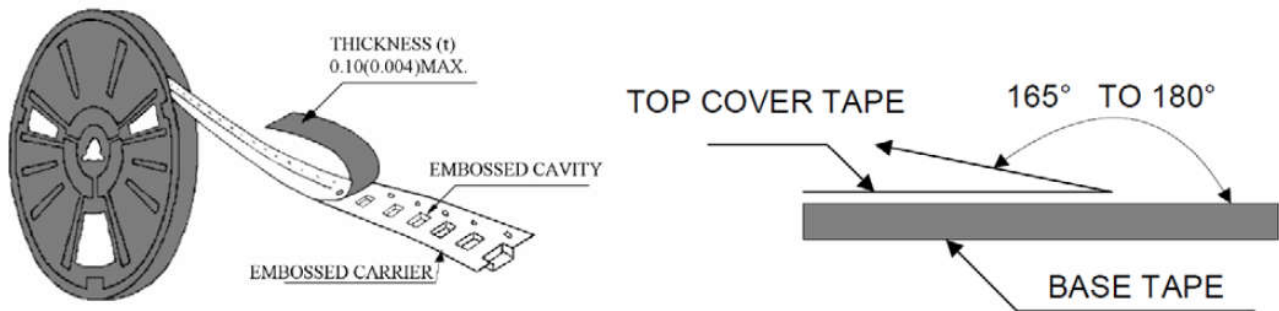 THICKNESS (t)
0.10(0.004)MAX.
EMBOSSED CAVITY
EMBOSSED CARRIER
TOP COVER TAPE
165° TO 180°
BASE TAPE